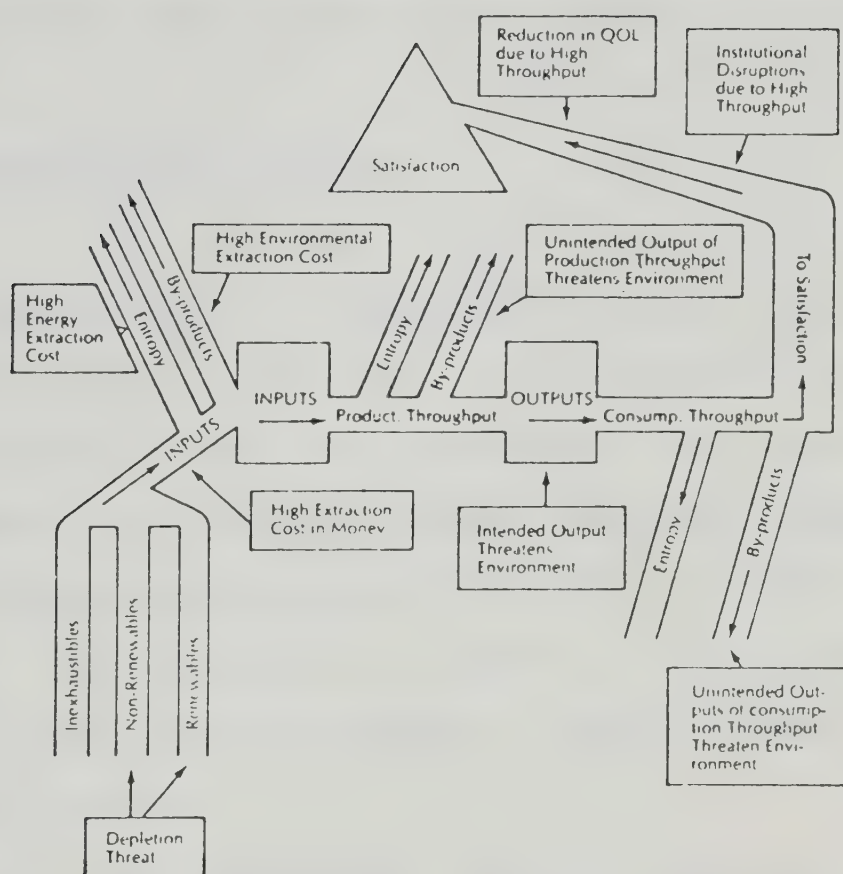 Reduction in QOL
due to High
Throughput
Institutional
Disruptions
due to High
Throughput
Satisfaction
High Environmental
Extraction Cost
Unintended Output of
Production Throughput
Threatens Environment
High
Energy
Extraction
Cost
Entropy
By-products
Entropy
By-products
To Satisfaction
INPUTS
Product. Throughput
OUTPUTS
Consump. Throughput
INPUTS
High Extraction
Cost in Money
Intended Output
Threatens
Environment
Entropy
By-products
Inexhaustibles
Non-Renewables
Renewables
Unintended Out-
puts of consump-
tion Throughput
Threaten Envi-
ronment
Depletion
Threat